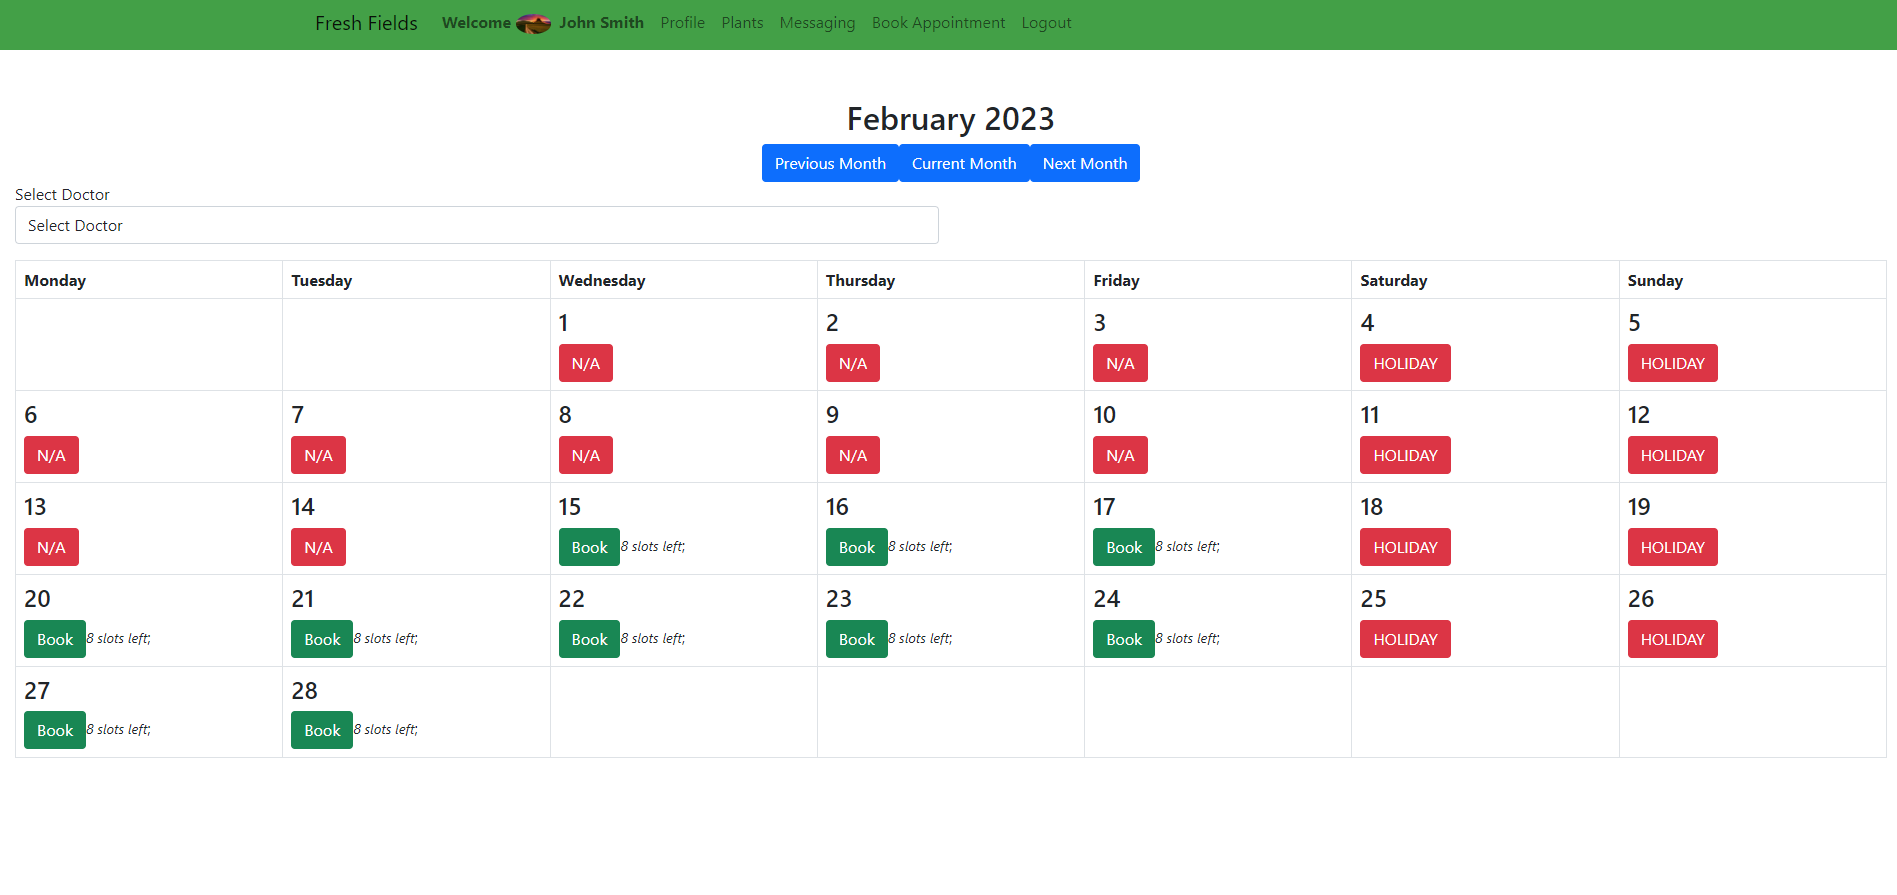 Fresh Fields Welcome John Smith Profile Plants Messaging Book Appointment Logout
February 2023
Previous Month Current Month Next Month
Select Doctor
Select Doctor
Monday Tuesday Wednesday Thursday Friday Saturday Sunday
1 2 3 4 5
N/A N/A N/A HOLIDAY HOLIDAY
6 7 8 9 10 11 12
N/A N/A N/A N/A N/A HOLIDAY HOLIDAY
13 14 15 16 17 18 19
N/A N/A Book 8 slots left; Book 8 slots left; Book 8 slots left; HOLIDAY HOLIDAY
20 21 22 23 24 25 26
Book 8 slots left; Book 8 slots left; Book 8 slots left; Book 8 slots left; Book 8 slots left; HOLIDAY HOLIDAY
27 28
Book 8 slots left; Book 8 slots left;